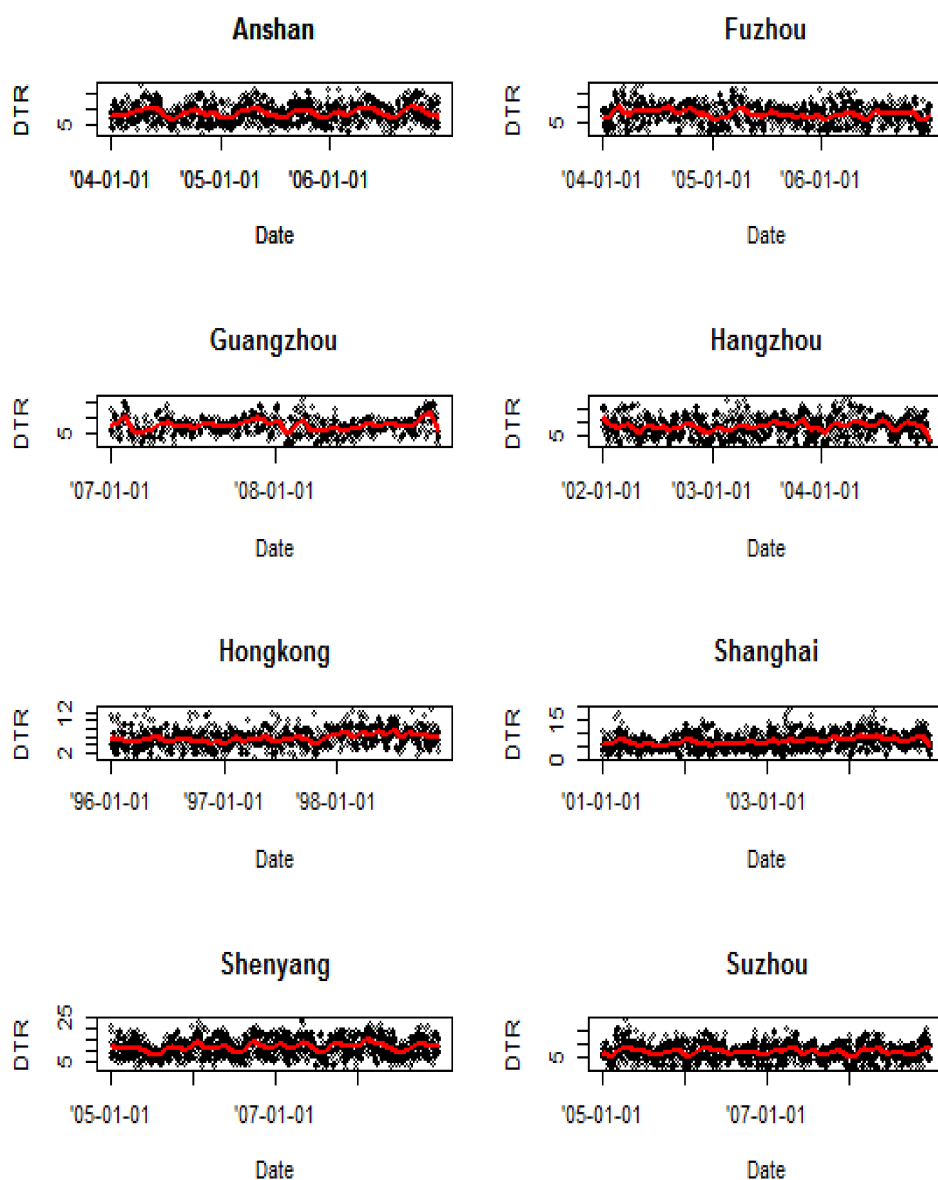 Anshan
DTR
5
'04-01-01 '05-01-01 '06-01-01
Date
Fuzhou
DTR
5
'04-01-01 '05-01-01 '06-01-01
Date
Guangzhou
DTR
5
'07-01-01 '08-01-01
Date
Hangzhou
DTR
5
'02-01-01 '03-01-01 '04-01-01
Date
Hongkong
DTR
12
2
'96-01-01 '97-01-01 '98-01-01
Date
Shanghai
DTR
15
0
'01-01-01 '03-01-01
Date
Shenyang
DTR
25
5
'05-01-01 '07-01-01
Date
Suzhou
DTR
5
'05-01-01 '07-01-01
Date